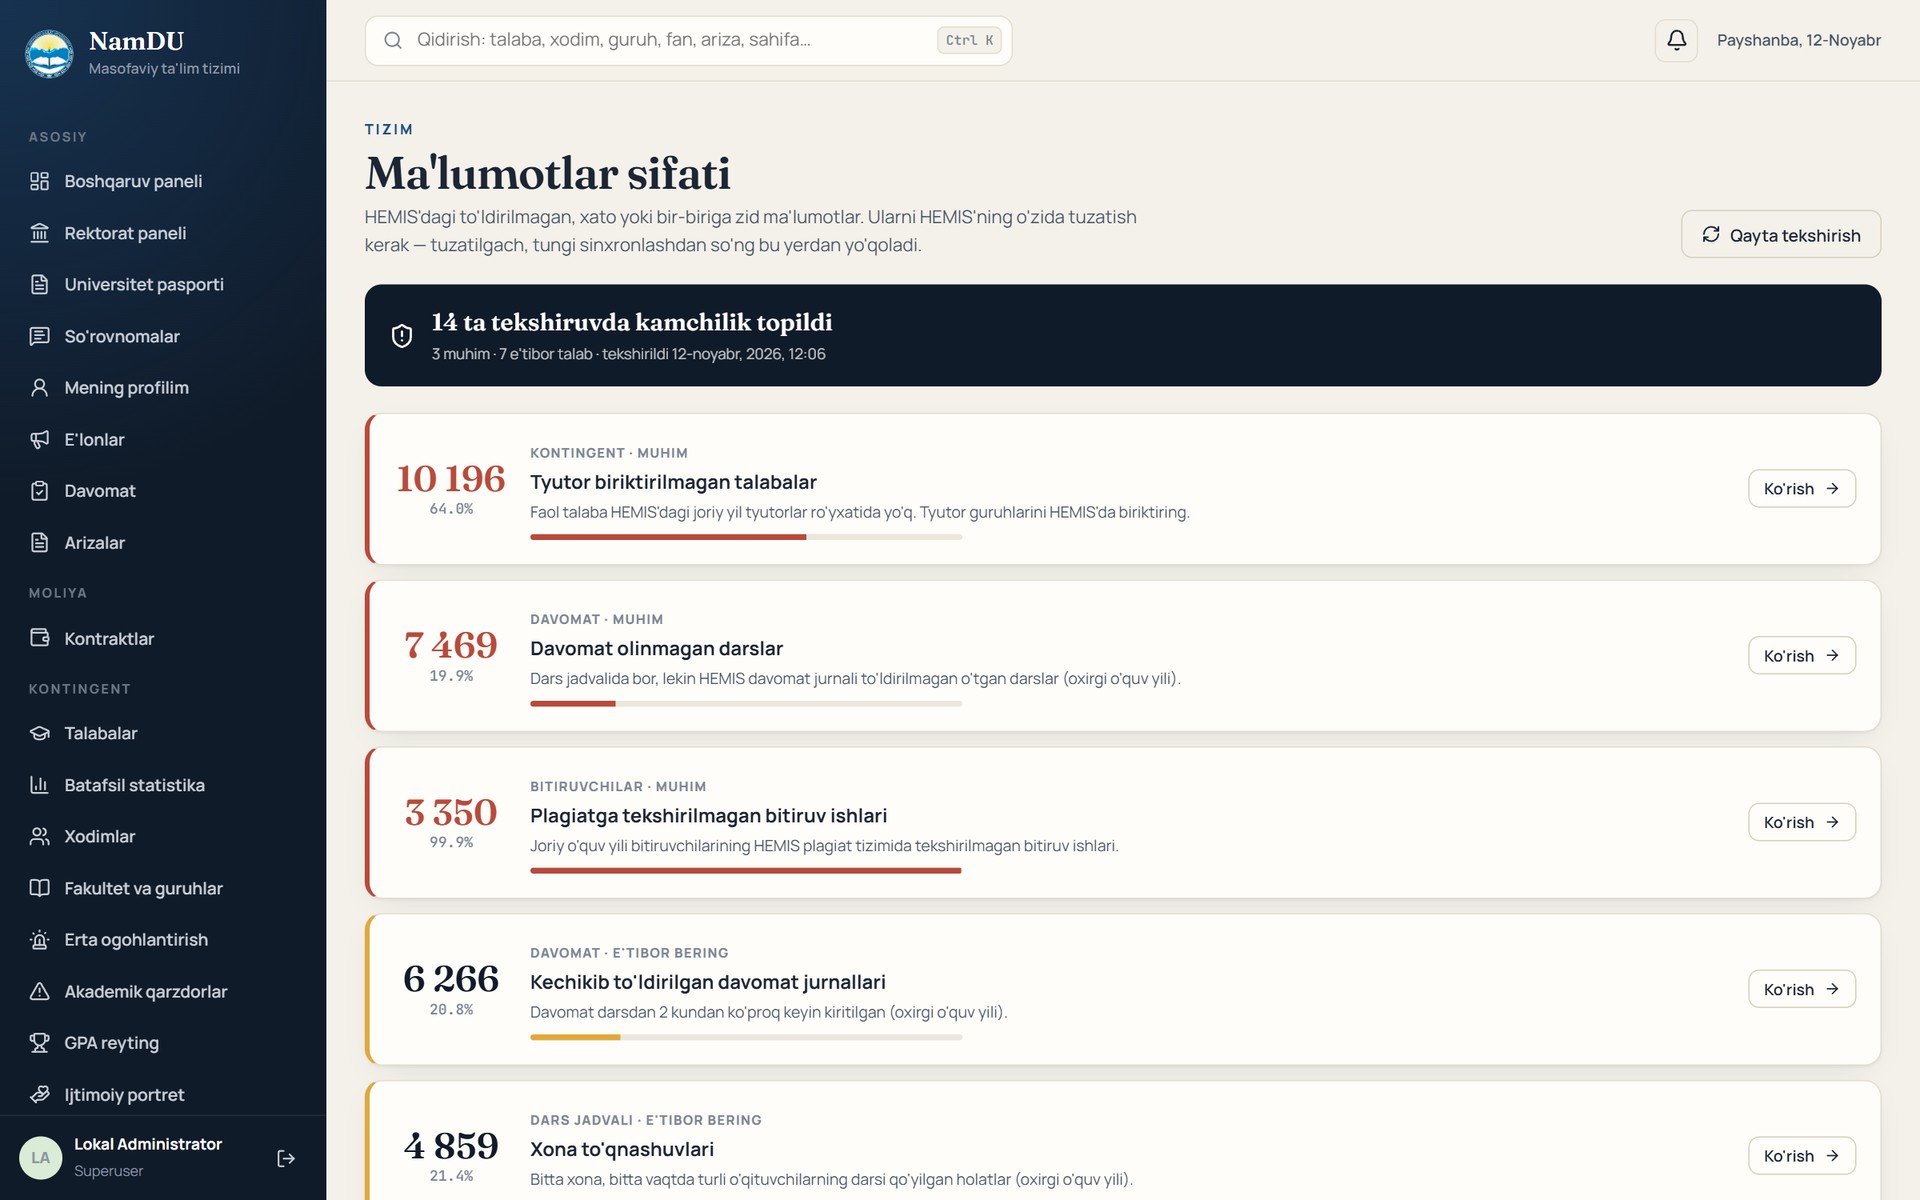 NamDU
Masofaviy ta'lim tizimi
ASOSIY
Boshqaruv paneli
Rektorat paneli
Universitet pasporti
So'rovnomalar
Mening profilim
E'lonlar
Davomat
Arizalar
MOLIYA
Kontraktlar
KONTINGENT
Talabalar
Batafsil statistika
Xodimlar
Fakultet va guruhlar
Erta ogohlantirish
Akademik qarzdorlar
GPA reyting
Ijtimoiy portret
LA
Lokal Administrator
Superuser
Qidirish: talaba, xodim, guruh, fan, ariza, sahifa...
Ctrl K
Payshanba, 12-Noyabr
TIZIM
Ma'lumotlar sifati
HEMIS'dagi to'ldirilmagan, xato yoki bir-biriga zid ma'lumotlar. Ularni HEMIS'ning o'zida tuzatish
kerak — tuzatilgach, tungi sinxronlashdan so'ng bu yerdan yo'qoladi.
Qayta tekshirish
14 ta tekshiruvda kamchilik topildi
3 muhim · 7 e'tibor talab · tekshirildi 12-noyabr, 2026, 12:06
10 196
64.0%
KONTINGENT · MUHIM
Tyutor biriktirilmagan talabalar
Faol talaba HEMIS'dagi joriy yil tyutorlar ro'yxatida yo'q. Tyutor guruhlarini HEMIS'da biriktiring.
Ko'rish
7 469
19.9%
DAVOMAT · MUHIM
Davomat olinmagan darslar
Dars jadvalida bor, lekin HEMIS davomat jurnali to'ldirilmagan o'tgan darslar (oxirgi o'quv yili).
Ko'rish
3 350
99.9%
BITIRUVCHILAR · MUHIM
Plagiatga tekshirilmagan bitiruv ishlari
Joriy o'quv yili bitiruvchilarining HEMIS plagiat tizimida tekshirilmagan bitiruv ishlari.
Ko'rish
6 266
20.8%
DAVOMAT · E'TIBOR BERING
Kechikib to'ldirilgan davomat jurnallari
Davomat darsdan 2 kundan ko'proq keyin kiritilgan (oxirgi o'quv yili).
Ko'rish
4 859
21.4%
DARS JADVALI · E'TIBOR BERING
Xona to'qnashuvlari
Bitta xona, bitta vaqtda turli o'qituvchilarning darsi qo'yilgan holatlar (oxirgi o'quv yili).
Ko'rish